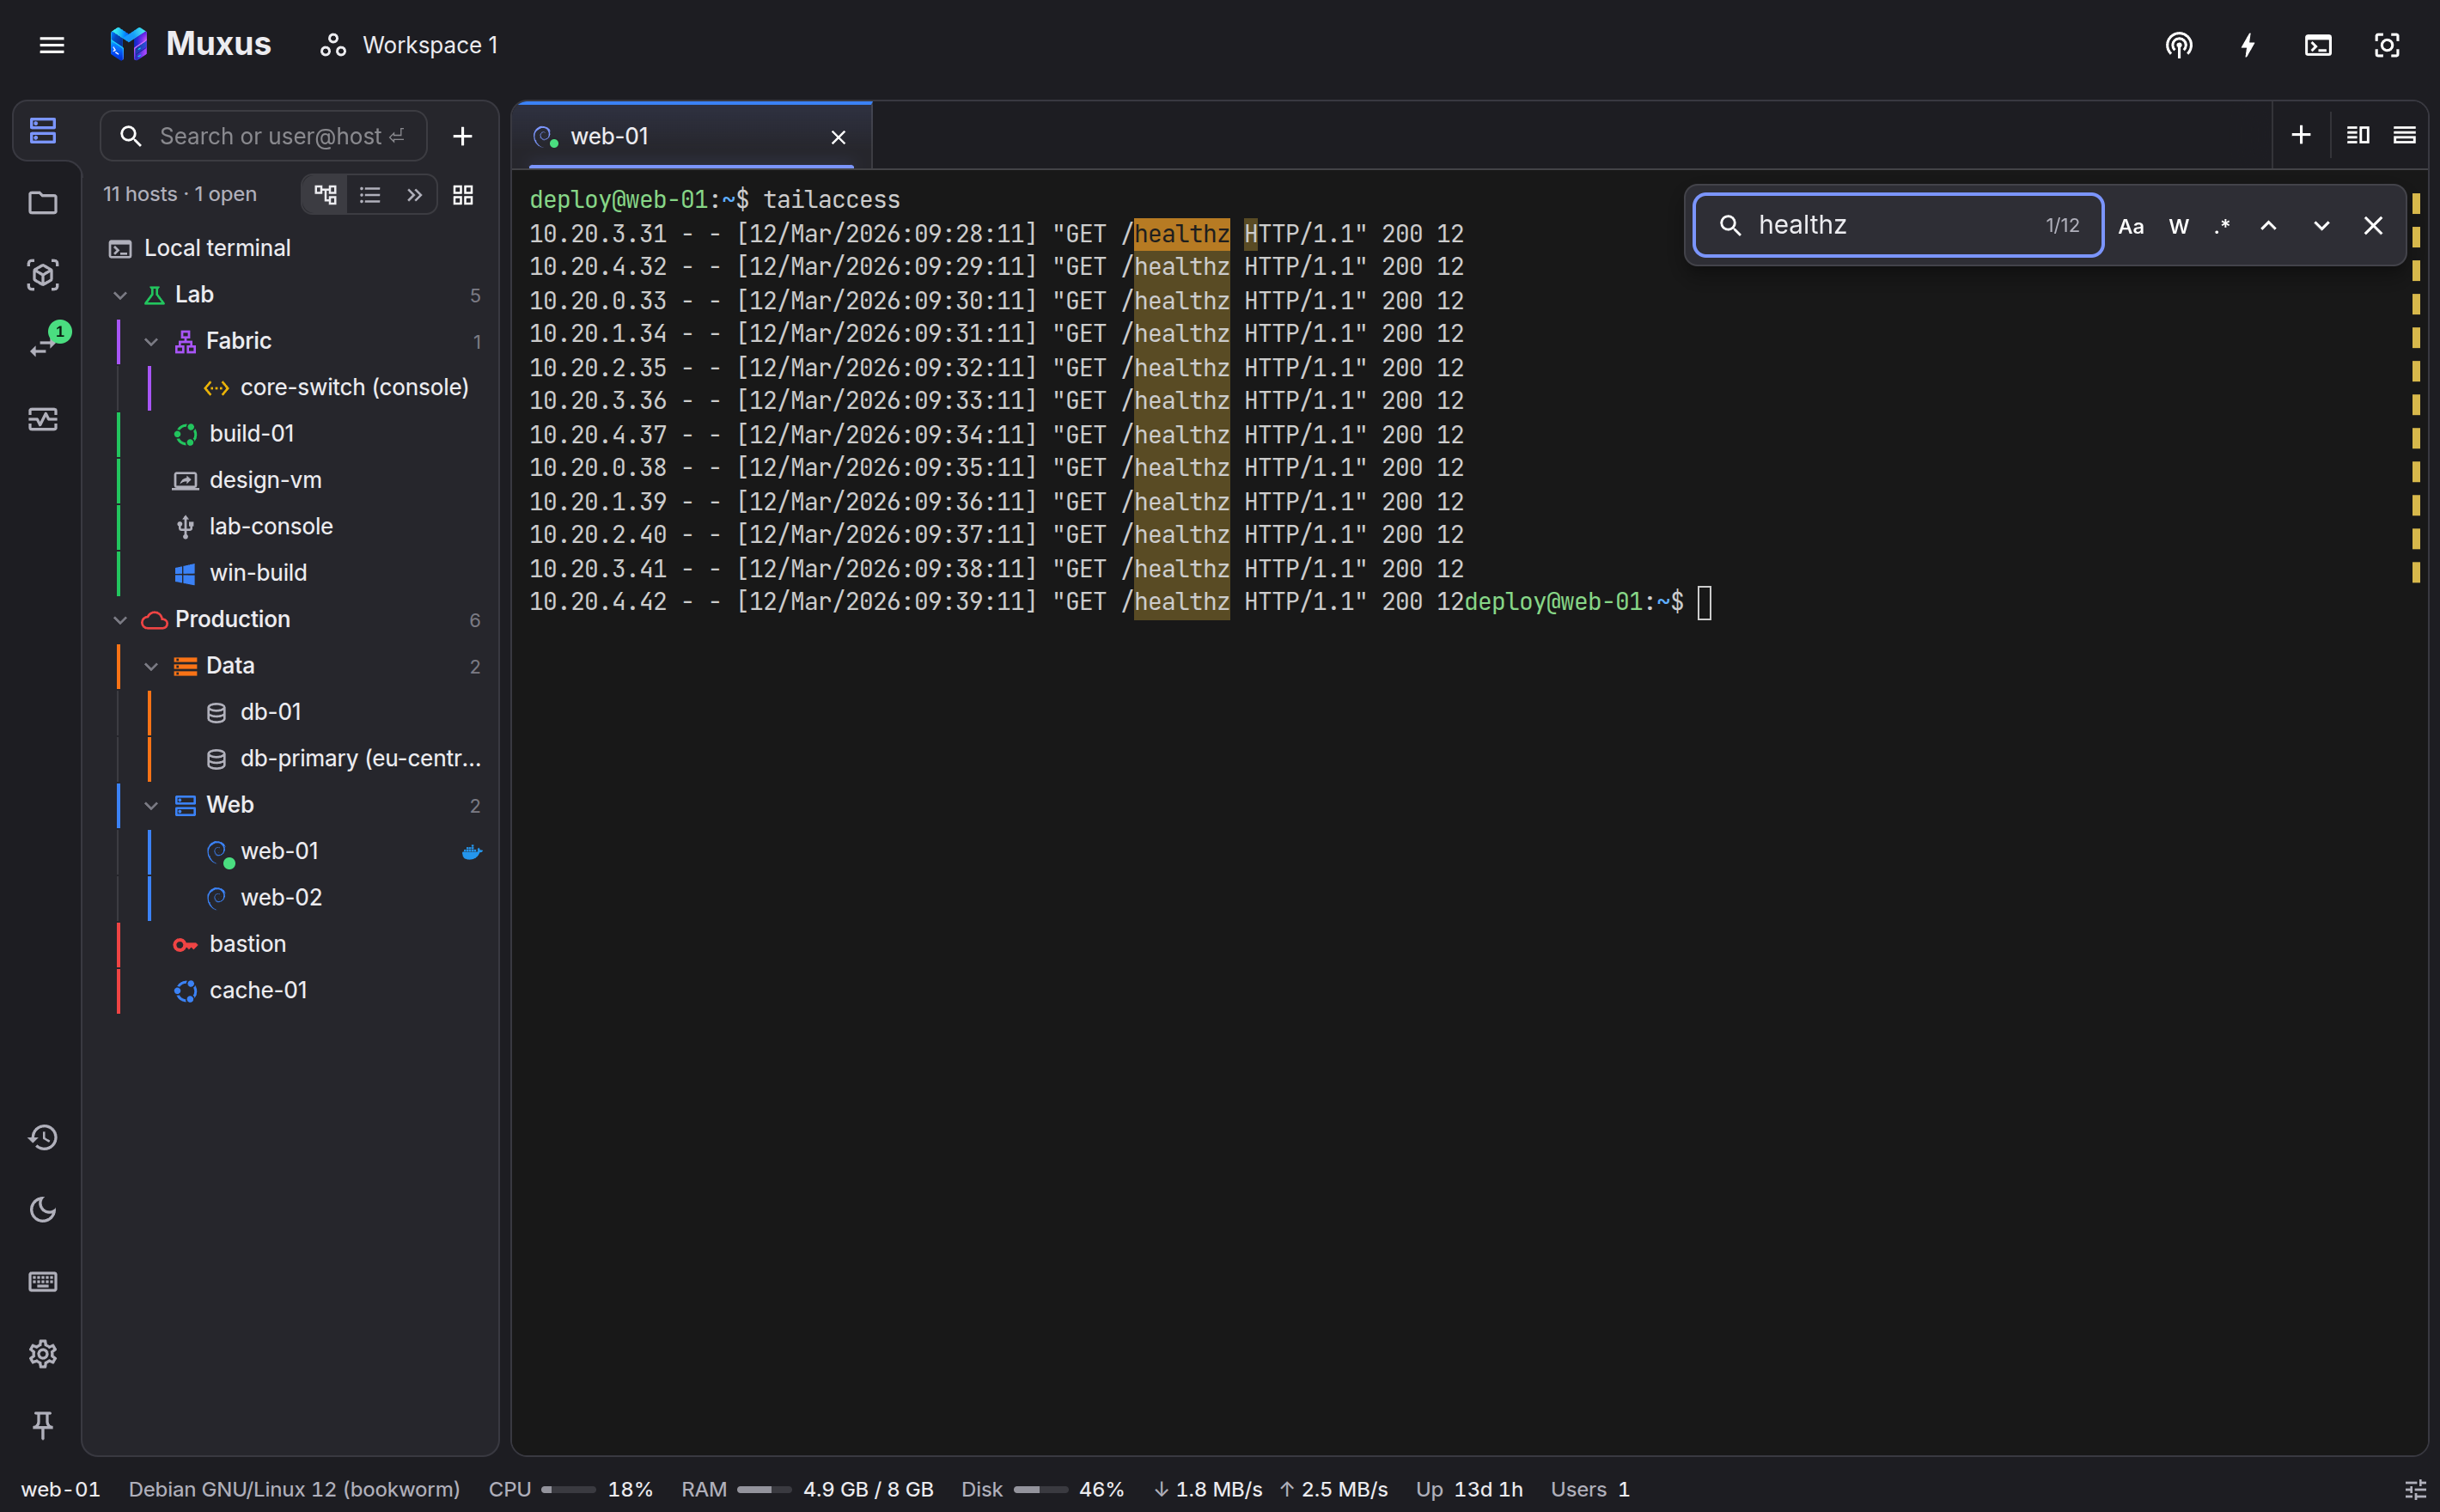 Muxus
Workspace 1
Search or user@host
11 hosts · 1 open
1
Local terminal
Lab 5
Fabric 1
core-switch (console)
build-01
design-vm
lab-console
win-build
Production 6
Data 2
db-01
db-primary (eu-centr...
Web 2
web-01
web-02
bastion
cache-01
web-01
healthz 1/12 Aa W .*
deploy@web-01:~$ tailaccess
10.20.3.31 - - [12/Mar/2026:09:28:11] "GET /healthz HTTP/1.1" 200 12
10.20.4.32 - - [12/Mar/2026:09:29:11] "GET /healthz HTTP/1.1" 200 12
10.20.0.33 - - [12/Mar/2026:09:30:11] "GET /healthz HTTP/1.1" 200 12
10.20.1.34 - - [12/Mar/2026:09:31:11] "GET /healthz HTTP/1.1" 200 12
10.20.2.35 - - [12/Mar/2026:09:32:11] "GET /healthz HTTP/1.1" 200 12
10.20.3.36 - - [12/Mar/2026:09:33:11] "GET /healthz HTTP/1.1" 200 12
10.20.4.37 - - [12/Mar/2026:09:34:11] "GET /healthz HTTP/1.1" 200 12
10.20.0.38 - - [12/Mar/2026:09:35:11] "GET /healthz HTTP/1.1" 200 12
10.20.1.39 - - [12/Mar/2026:09:36:11] "GET /healthz HTTP/1.1" 200 12
10.20.2.40 - - [12/Mar/2026:09:37:11] "GET /healthz HTTP/1.1" 200 12
10.20.3.41 - - [12/Mar/2026:09:38:11] "GET /healthz HTTP/1.1" 200 12
10.20.4.42 - - [12/Mar/2026:09:39:11] "GET /healthz HTTP/1.1" 200 12deploy@web-01:~$
web-01 Debian GNU/Linux 12 (bookworm) CPU 18% RAM 4.9 GB / 8 GB Disk 46% ↓ 1.8 MB/s ↑ 2.5 MB/s Up 13d 1h Users 1